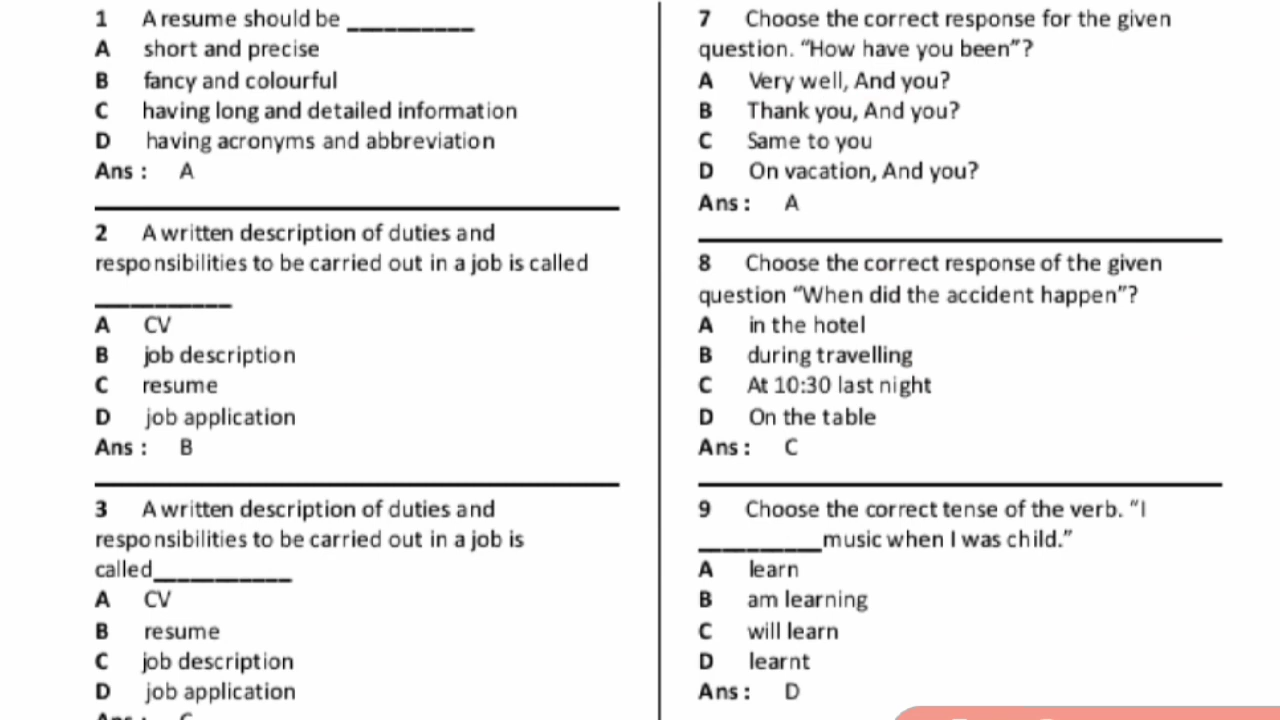 1 A resume should be __________
A short and precise
B fancy and colourful
C having long and detailed information
D having acronyms and abbreviation
Ans : A
2 A written description of duties and
responsibilities to be carried out in a job is called
__________
A CV
B job description
C resume
D job application
Ans : B
3 A written description of duties and
responsibilities to be carried out in a job is
called__________
A CV
B resume
C job description
D job application
Ans : C
7 Choose the correct response for the given
question. “How have you been”?
A Very well, And you?
B Thank you, And you?
C Same to you
D On vacation, And you?
Ans : A
8 Choose the correct response of the given
question “When did the accident happen”?
A in the hotel
B during travelling
C At 10:30 last night
D On the table
Ans : C
9 Choose the correct tense of the verb. “I
_________music when I was child.”
A learn
B am learning
C will learn
D learnt
Ans : D